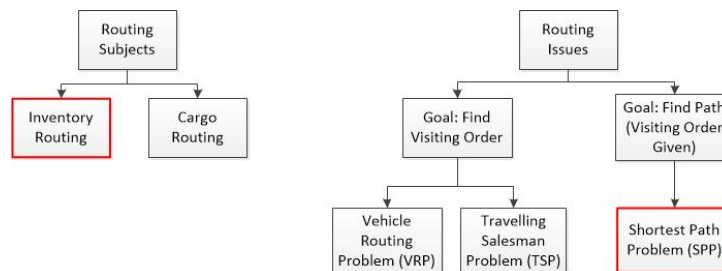 Routing
Subjects
Inventory
Routing
Cargo
Routing
Routing
Issues
Goal: Find
Visiting Order
Goal: Find Path
(Visiting Order
Given)
Vehicle
Routing
Problem (VRP)
Travelling
Salesman
Problem (TSP)
Shortest Path
Problem (SPP)